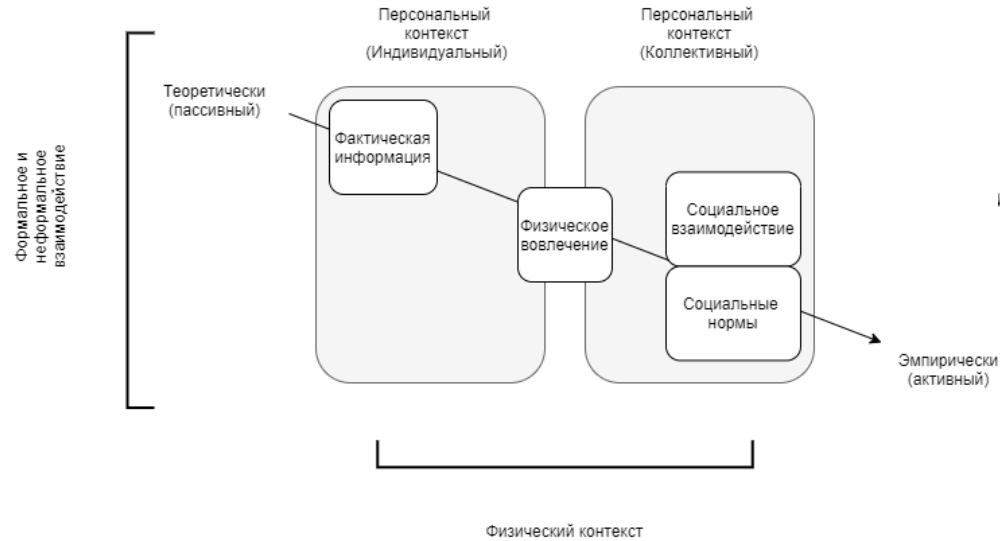 Персональный
контекст
(Индивидуальный)
Персональный
контекст
(Коллективный)
Теоретически
(пассивный)
Фактическая
информация
Формальное и
неформальное
взаимодействие
Физическое
вовлечение
Социальное
взаимодействие
Социальные
нормы
Эмпирически
(активный)
Физический контекст